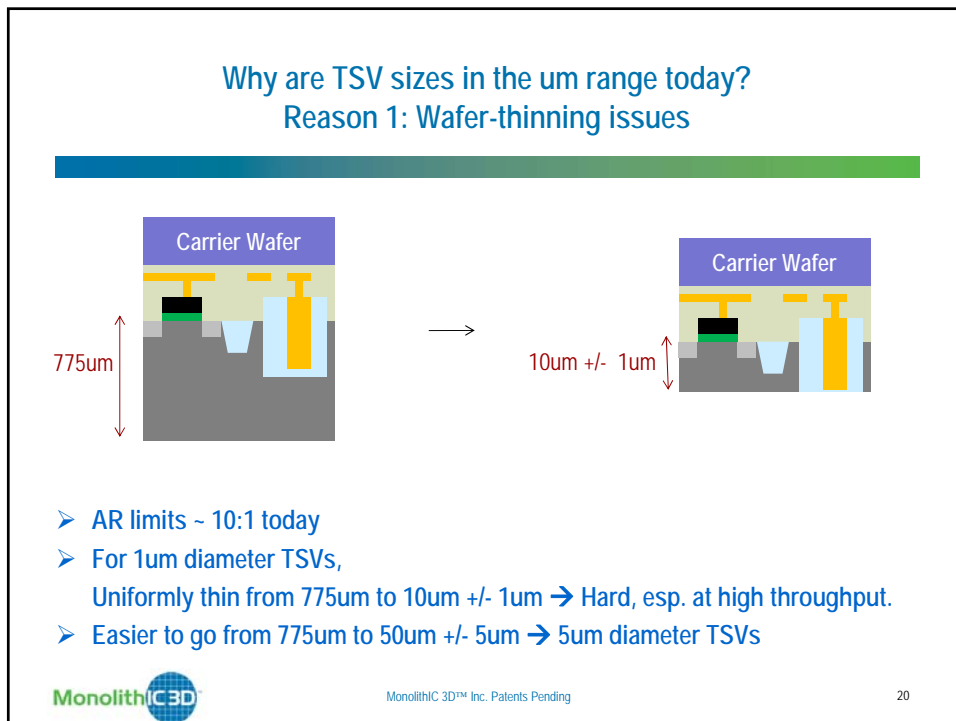 Why are TSV sizes in the um range today?
Reason 1: Wafer-thinning issues
Carrier Wafer
Carrier Wafer
775um
10um +/- 1um
➢ AR limits ~ 10:1 today
➢ For 1um diameter TSVs,
Uniformly thin from 775um to 10um +/- 1um → Hard, esp. at high throughput.
➢ Easier to go from 775um to 50um +/- 5um → 5um diameter TSVs
MonolithIC3D™
MonolithIC 3D™ Inc. Patents Pending
20